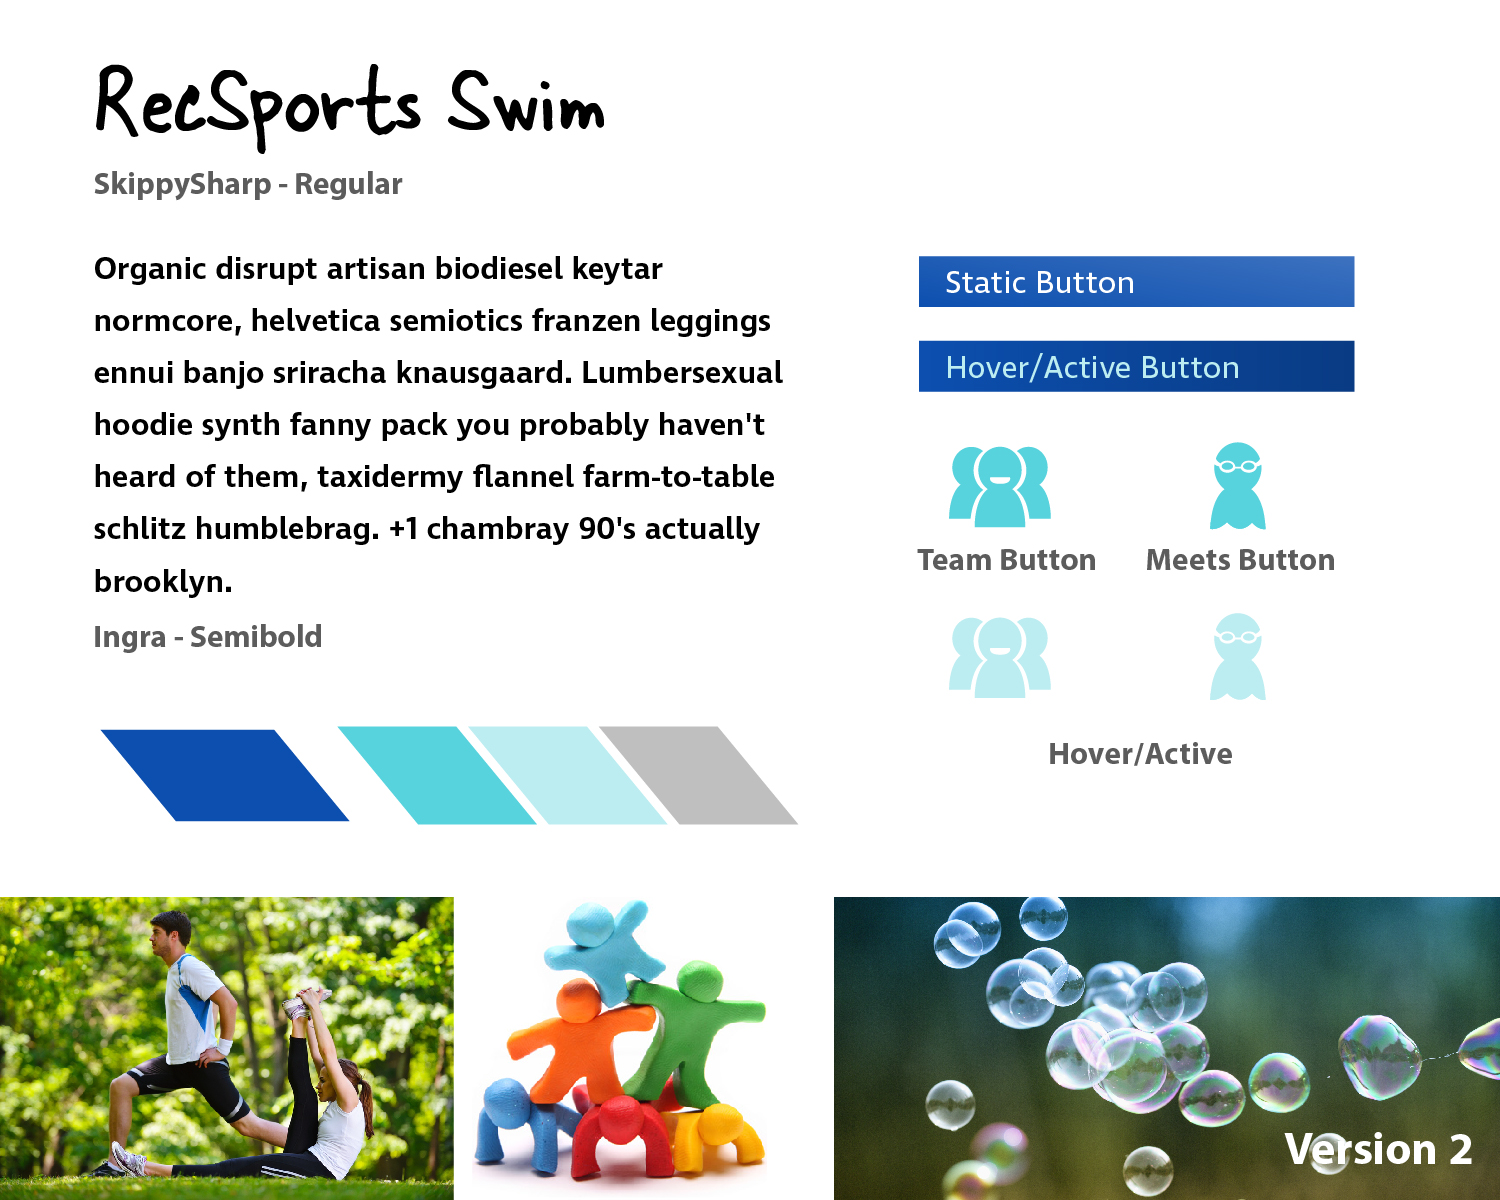 RecSports Swim
SkippySharp - Regular
Organic disrupt artisan biodiesel keytar
normcore, helvetica semiotics franzen leggings
ennui banjo sriracha knausgaard. Lumbersexual
hoodie synth fanny pack you probably haven't
heard of them, taxidermy flannel farm-to-table
schlitz humblebrag. +1 chambray 90's actually
brooklyn.
Ingra - Semibold
Static Button
Hover/Active Button
Team Button
Meets Button
Hover/Active
Version 2